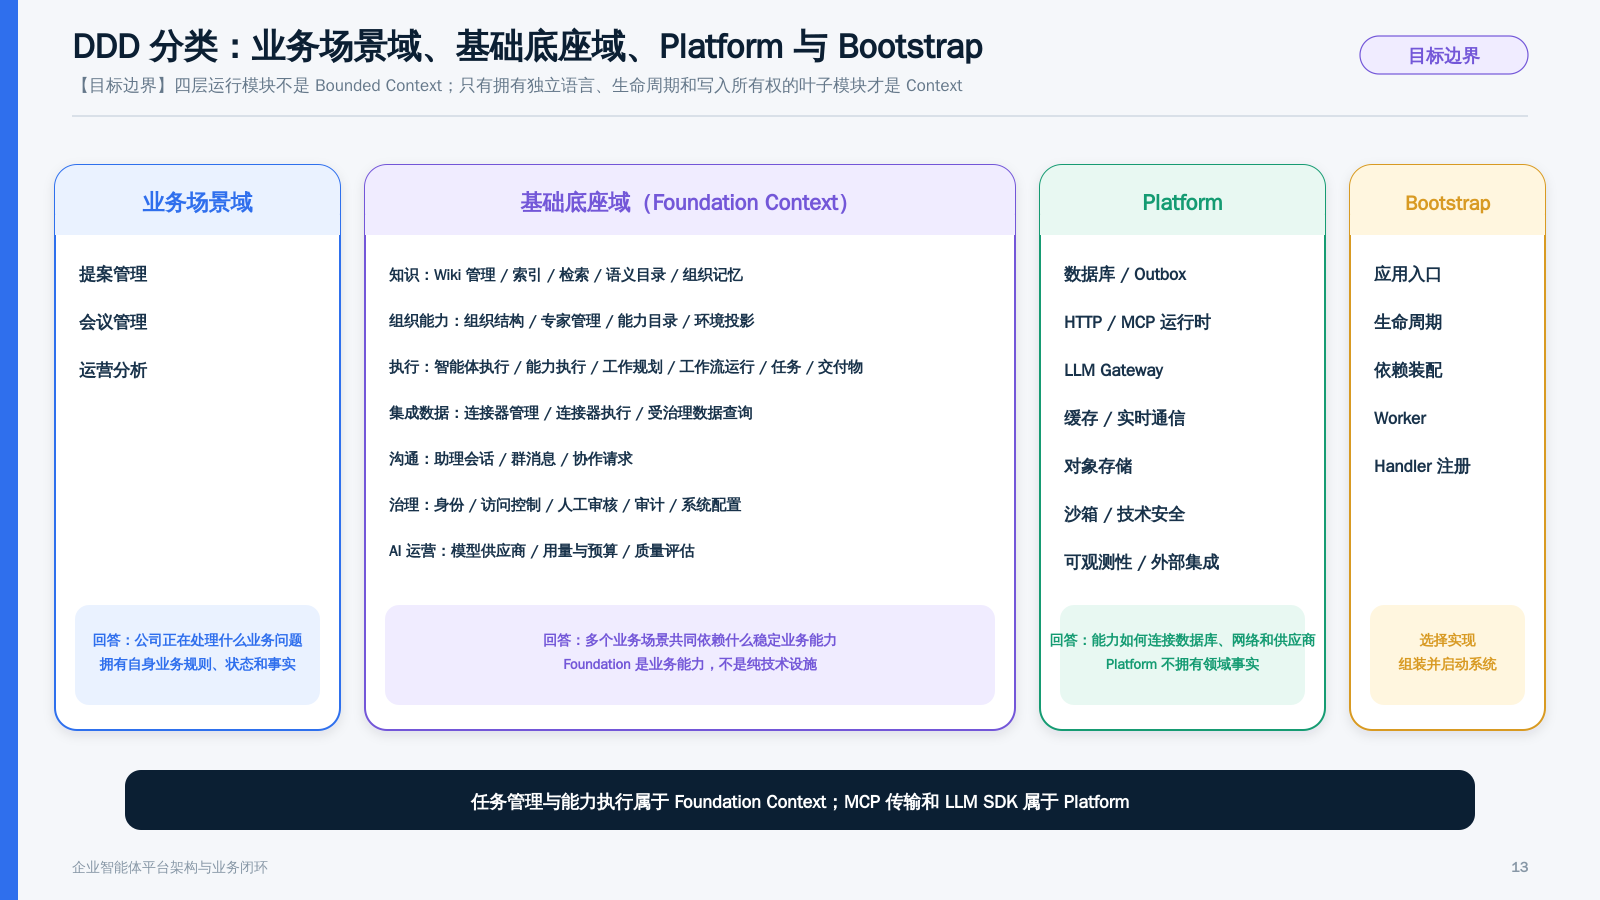 DDD 分类：业务场景域、基础底座域、Platform 与 Bootstrap
目标边界
【目标边界】四层运行模块不是 Bounded Context；只有拥有独立语言、生命周期和写入所有权的叶子模块才是 Context
业务场景域
提案管理
会议管理
运营分析
回答：公司正在处理什么业务问题
拥有自身业务规则、状态和事实
基础底座域（Foundation Context）
知识：Wiki 管理 / 索引 / 检索 / 语义目录 / 组织记忆
组织能力：组织结构 / 专家管理 / 能力目录 / 环境投影
执行：智能体执行 / 能力执行 / 工作规划 / 工作流运行 / 任务 / 交付物
集成数据：连接器管理 / 连接器执行 / 受治理数据查询
沟通：助理会话 / 群消息 / 协作请求
治理：身份 / 访问控制 / 人工审核 / 审计 / 系统配置
AI 运营：模型供应商 / 用量与预算 / 质量评估
回答：多个业务场景共同依赖什么稳定业务能力
Foundation 是业务能力，不是纯技术设施
Platform
数据库 / Outbox
HTTP / MCP 运行时
LLM Gateway
缓存 / 实时通信
对象存储
沙箱 / 技术安全
可观测性 / 外部集成
回答：能力如何连接数据库、网络和供应商
Platform 不拥有领域事实
Bootstrap
应用入口
生命周期
依赖装配
Worker
Handler 注册
选择实现
组装并启动系统
任务管理与能力执行属于 Foundation Context；MCP 传输和 LLM SDK 属于 Platform
企业智能体平台架构与业务闭环
13